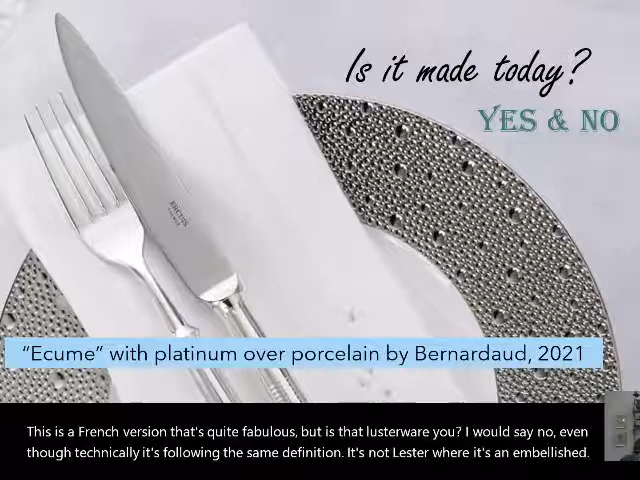 Is it made today?
YES & NO
ERCUIS
"Ecume" with platinum over porcelain by Bernardaud, 2021
This is a French version that's quite fabulous, but is that lusterware you? I would say no, even
though technically it's following the same definition. It's not Lester where it's an embellished.